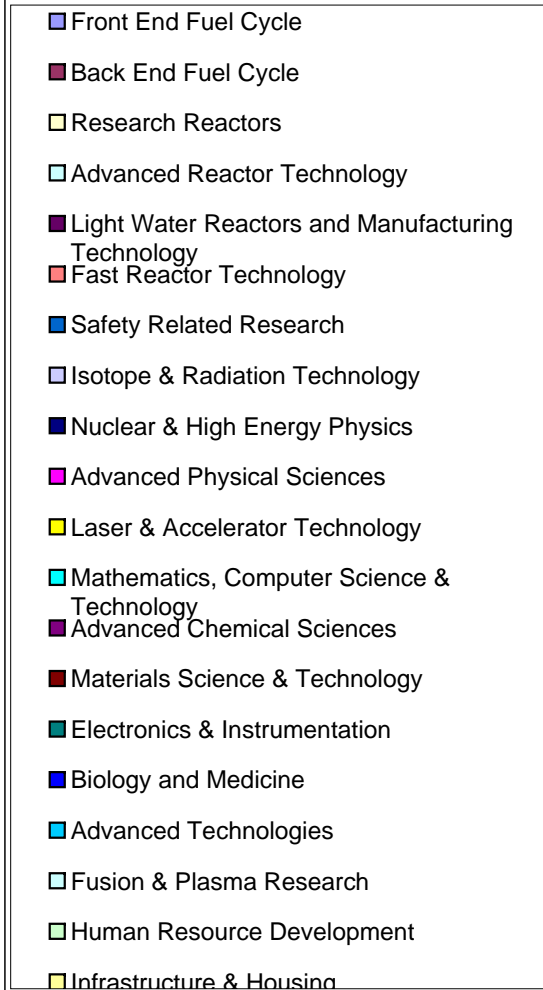 Front End Fuel Cycle
Back End Fuel Cycle
Research Reactors
Advanced Reactor Technology
Light Water Reactors and Manufacturing
Technology
Fast Reactor Technology
Safety Related Research
Isotope & Radiation Technology
Nuclear & High Energy Physics
Advanced Physical Sciences
Laser & Accelerator Technology
Mathematics, Computer Science &
Technology
Advanced Chemical Sciences
Materials Science & Technology
Electronics & Instrumentation
Biology and Medicine
Advanced Technologies
Fusion & Plasma Research
Human Resource Development
Infrastructure & Housing